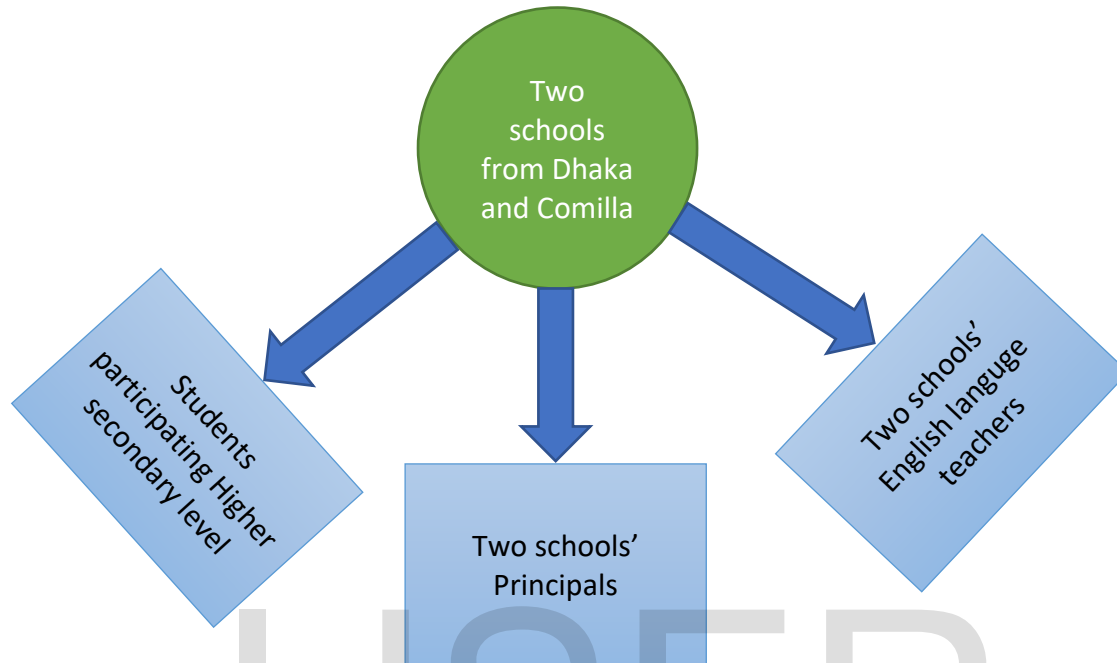 Two
schools
from Dhaka
and Comilla
Students
participating Higher
secondary level
Two schools’
Principals
Two schools’
English languge
teachers